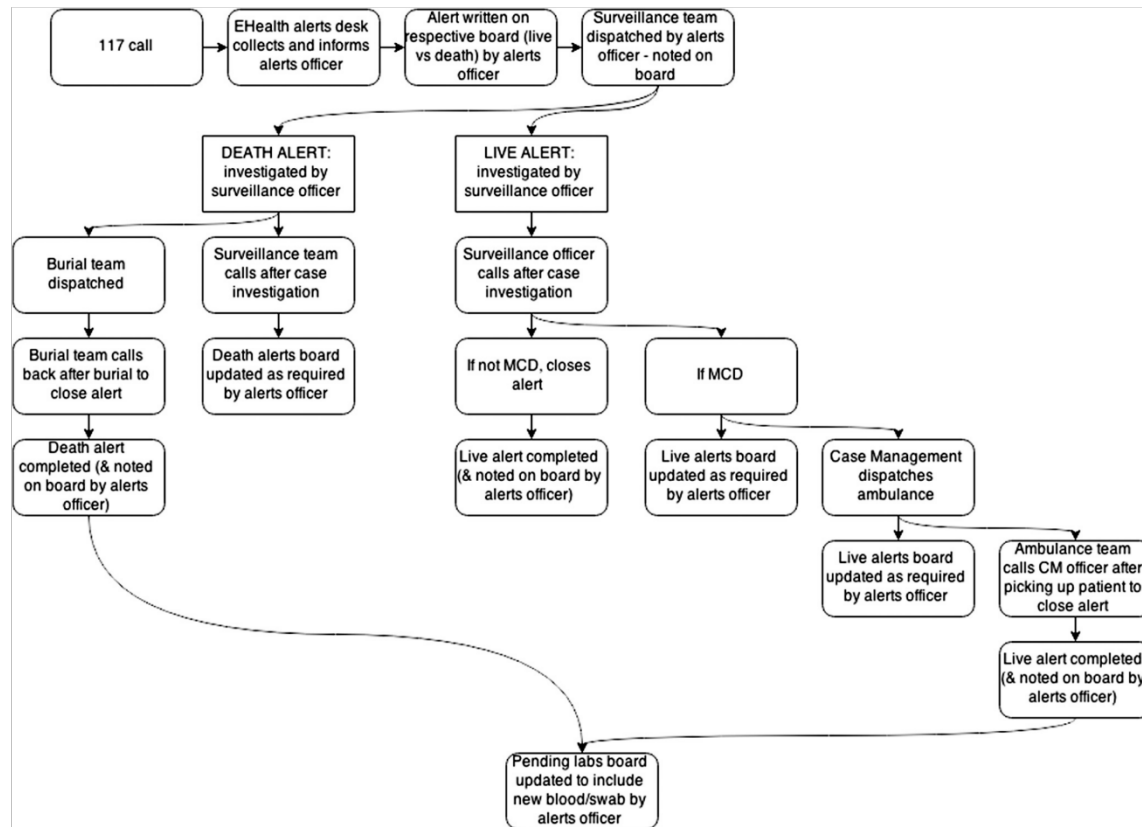 117 call
EHealth alerts desk
collects and informs
alerts officer
Alert written on
respective board (live
vs death) by alerts
officer
Surveillance team
dispatched by alerts
officer - noted on
board
DEATH ALERT:
investigated by
surveillance officer
LIVE ALERT:
investigated by
surveillance officer
Burial team
dispatched
Surveillance team
calls after case
investigation
Surveillance officer
calls after case
investigation
Burial team calls
back after burial to
close alert
Death alerts board
updated as required
by alerts officer
If not MCD, closes
alert
If MCD
Death alert
completed (& noted
on board by alerts
officer)
Live alert completed
(& noted on board by
alerts officer)
Live alerts board
updated as required
by alerts officer
Case Management
dispatches
ambulance
Live alerts board
updated as required
by alerts officer
Ambulance team
calls CM officer after
picking up patient to
close alert
Live alert completed
(& noted on board by
alerts officer)
Pending labs board
updated to include
new blood/swab by
alerts officer